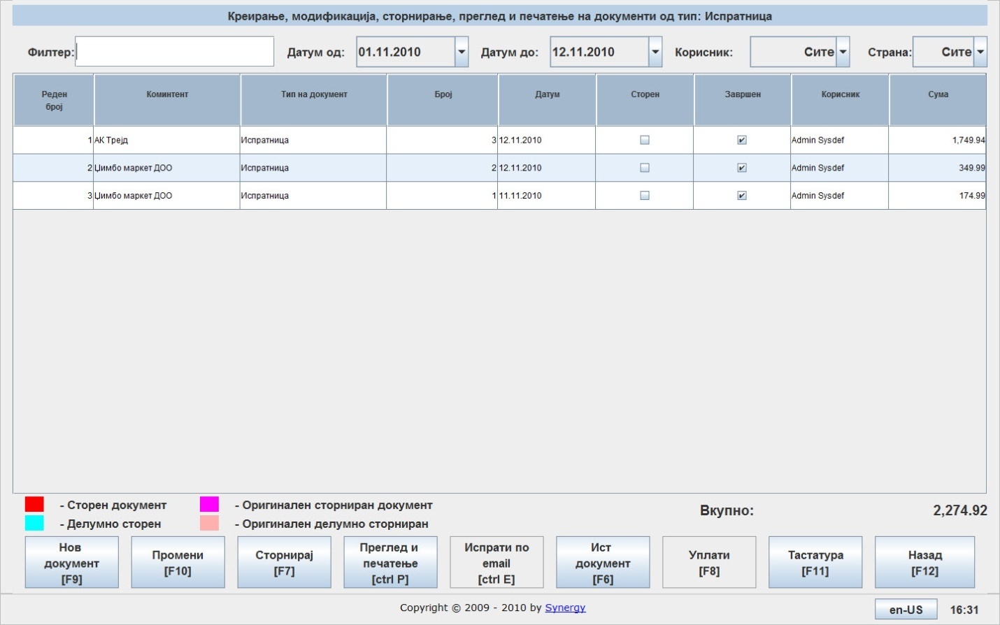 Креирање, модификација, сторнирање, преглед и печатење на документи од тип: Испратница
Филтер: Датум од: 01.11.2010 Датум до: 12.11.2010 Корисник: Сите Страна: Сите
Реден број Коминтент Тип на документ Број Датум Сторен Завршен Корисник Сума
1 АК Трејд Испратница 3 12.11.2010 Admin Sysdef 1,749.94
2 Џимбо маркет ДОО Испратница 2 12.11.2010 Admin Sysdef 349.99
3 Џимбо маркет ДОО Испратница 1 11.11.2010 Admin Sysdef 174.99
- Сторен документ - Оригинален сторниран документ
- Делумно сторен - Оригинален делумно сторниран
Вкупно: 2,274.92
Нов документ [F9]
Промени [F10]
Сторнирај [F7]
Преглед и печатење [ctrl P]
Испрати по email [ctrl E]
Ист документ [F6]
Уплати [F8]
Тастатура [F11]
Назад [F12]
Copyright © 2009 - 2010 by Synergy
en-US 16:31